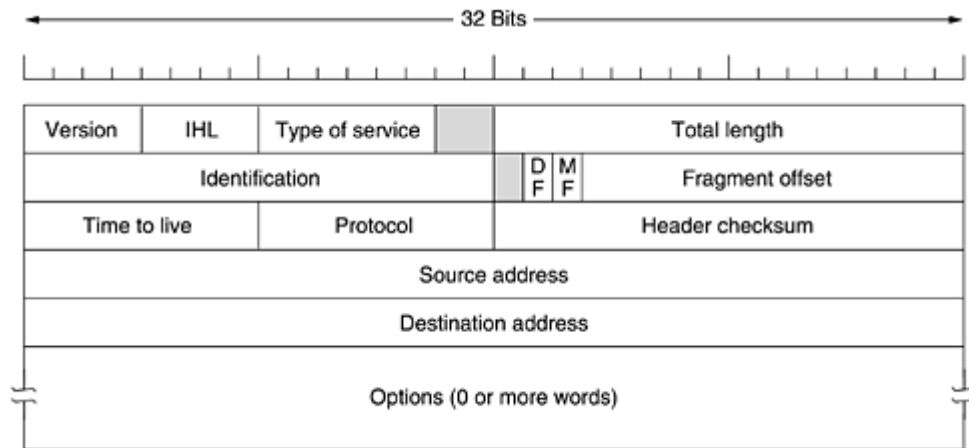 32 Bits
Version IHL Type of service Total length
Identification D F M F Fragment offset
Time to live Protocol Header checksum
Source address
Destination address
Options (0 or more words)